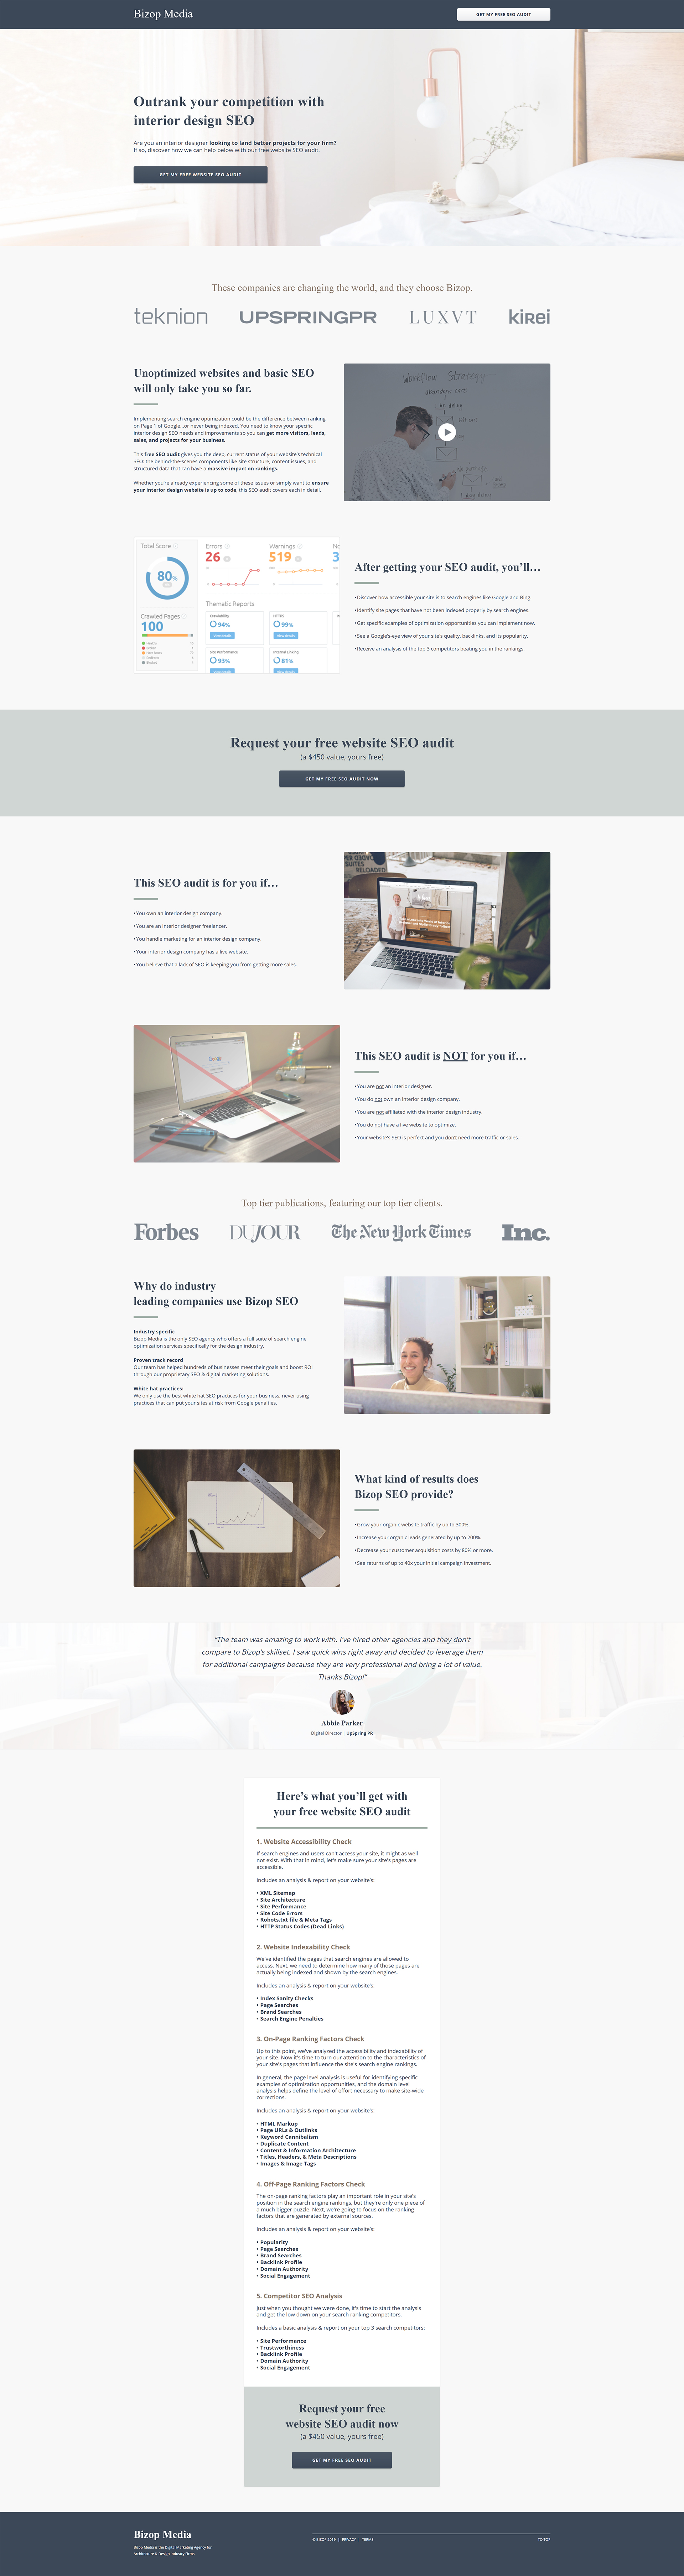 Bizop Media
GET MY FREE SEO AUDIT
Outrank your competition with
interior design SEO
Are you an interior designer looking to land better projects for your firm?
If so, discover how we can help below with our free website SEO audit.
GET MY FREE WEBSITE SEO AUDIT
These companies are changing the world, and they choose Bizop.
teknion
UPSPRINGPR
LUXVT
kirei
Unoptimized websites and basic SEO
will only take you so far.
Implementing search engine optimization could be the difference between ranking
on Page 1 of Google...or never being indexed. You need to know your specific
interior design SEO needs and improvements so you can get more visitors, leads,
sales, and projects for your business.
This free SEO audit gives you the deep, current status of your website's technical
SEO: the behind-the-scenes components like site structure, content issues, and
structured data that can have a massive impact on rankings.
Whether you're already experiencing some of these issues or simply want to ensure
your interior design website is up to code, this SEO audit covers each in detail.
Workflow Strategy
Total Score
80%
Crawled Pages
100
Healthy
Broken
Have issues
Redirected
Blocked
Errors
26
Warnings
519
No
3
Thematic Reports
Crawlability
94%
View details
HTTPS
99%
View details
Site Performance
93%
View details
Internal Linking
81%
View details
After getting your SEO audit, you'll...
•Discover how accessible your site is to search engines like Google and Bing.
•Identify site pages that have not been indexed properly by search engines.
•Get specific examples of optimization opportunities you can implement now.
•See a Google's-eye view of your site's quality, backlinks, and its popularity.
•Receive an analysis of the top 3 competitors beating you in the rankings.
Request your free website SEO audit
(a $450 value, yours free)
GET MY FREE SEO AUDIT NOW
This SEO audit is for you if...
•You own an interior design company.
•You are an interior designer freelancer.
•You handle marketing for an interior design company.
•Your interior design company has a live website.
•You believe that a lack of SEO is keeping you from getting more sales.
SUITES
RELOADED
Google
This SEO audit is NOT for you if...
•You are not an interior designer.
•You do not own an interior design company.
•You are not affiliated with the interior design industry.
•You do not have a live website to optimize.
•Your website's SEO is perfect and you don't need more traffic or sales.
Top tier publications, featuring our top tier clients.
Forbes
DUJOUR
The New York Times
Inc.
Why do industry
leading companies use Bizop SEO
Industry specific
Bizop Media is the only SEO agency who offers a full suite of search engine
optimization services specifically for the design industry.
Proven track record
Our team has helped hundreds of businesses meet their goals and boost ROI
through our proprietary SEO & digital marketing solutions.
White hat practices:
We only use the best white hat SEO practices for your business; never using
practices that can put your sites at risk from Google penalties.
What kind of results does
Bizop SEO provide?
•Grow your organic website traffic by up to 300%.
•Increase your organic leads generated by up to 200%.
•Decrease your customer acquisition costs by 80% or more.
•See returns of up to 40x your initial campaign investment.
"The team was amazing to work with. I've hired other agencies and they don't
compare to Bizop's skillset. I saw quick wins right away and decided to leverage them
for additional campaigns because they are very professional and bring a lot of value.
Thanks Bizop!"
Abbie Parker
Digital Director | UpSpring PR
Here's what you'll get with
your free website SEO audit
1. Website Accessibility Check
If search engines and users can't access your site, it might as well
not exist. With that in mind, let's make sure your site's pages are
accessible.
Includes an analysis & report on your website's:
• XML Sitemap
• Site Architecture
• Site Performance
• Site Code Errors
• Robots.txt file & Meta Tags
• HTTP Status Codes (Dead Links)
2. Website Indexability Check
We've identified the pages that search engines are allowed to
access. Next, we need to determine how many of those pages are
actually being indexed and shown by the search engines.
Includes an analysis & report on your website's:
• Index Sanity Checks
• Page Searches
• Brand Searches
• Search Engine Penalties
3. On-Page Ranking Factors Check
Up to this point, we've analyzed the accessibility and indexability of
your site. Now it's time to turn our attention to the characteristics of
your site's pages that influence the site's search engine rankings.
In general, the page level analysis is useful for identifying specific
examples of optimization opportunities, and the domain level
analysis helps define the level of effort necessary to make site-wide
corrections.
Includes an analysis & report on your website's:
• HTML Markup
• Page URLs & Outlinks
• Keyword Cannibalism
• Duplicate Content
• Content & Information Architecture
• Titles, Headers, & Meta Descriptions
• Images & Image Tags
4. Off-Page Ranking Factors Check
The on-page ranking factors play an important role in your site's
position in the search engine rankings, but they're only one piece of
a much bigger puzzle. Next, we're going to focus on the ranking
factors that are generated by external sources.
Includes an analysis & report on your website's:
• Popularity
• Page Searches
• Brand Searches
• Backlink Profile
• Domain Authority
• Social Engagement
5. Competitor SEO Analysis
Just when you thought we were done, it's time to start the analysis
and get the low down on your search ranking competitors.
Includes a basic analysis & report on your top 3 search competitors:
• Site Performance
• Trustworthiness
• Backlink Profile
• Domain Authority
• Social Engagement
Request your free
website SEO audit now
(a $450 value, yours free)
GET MY FREE SEO AUDIT
Bizop Media
Bizop Media is the Digital Marketing Agency for
Architecture & Design Industry Firms
© BIZOP 2019 | PRIVACY | TERMS
TO TOP